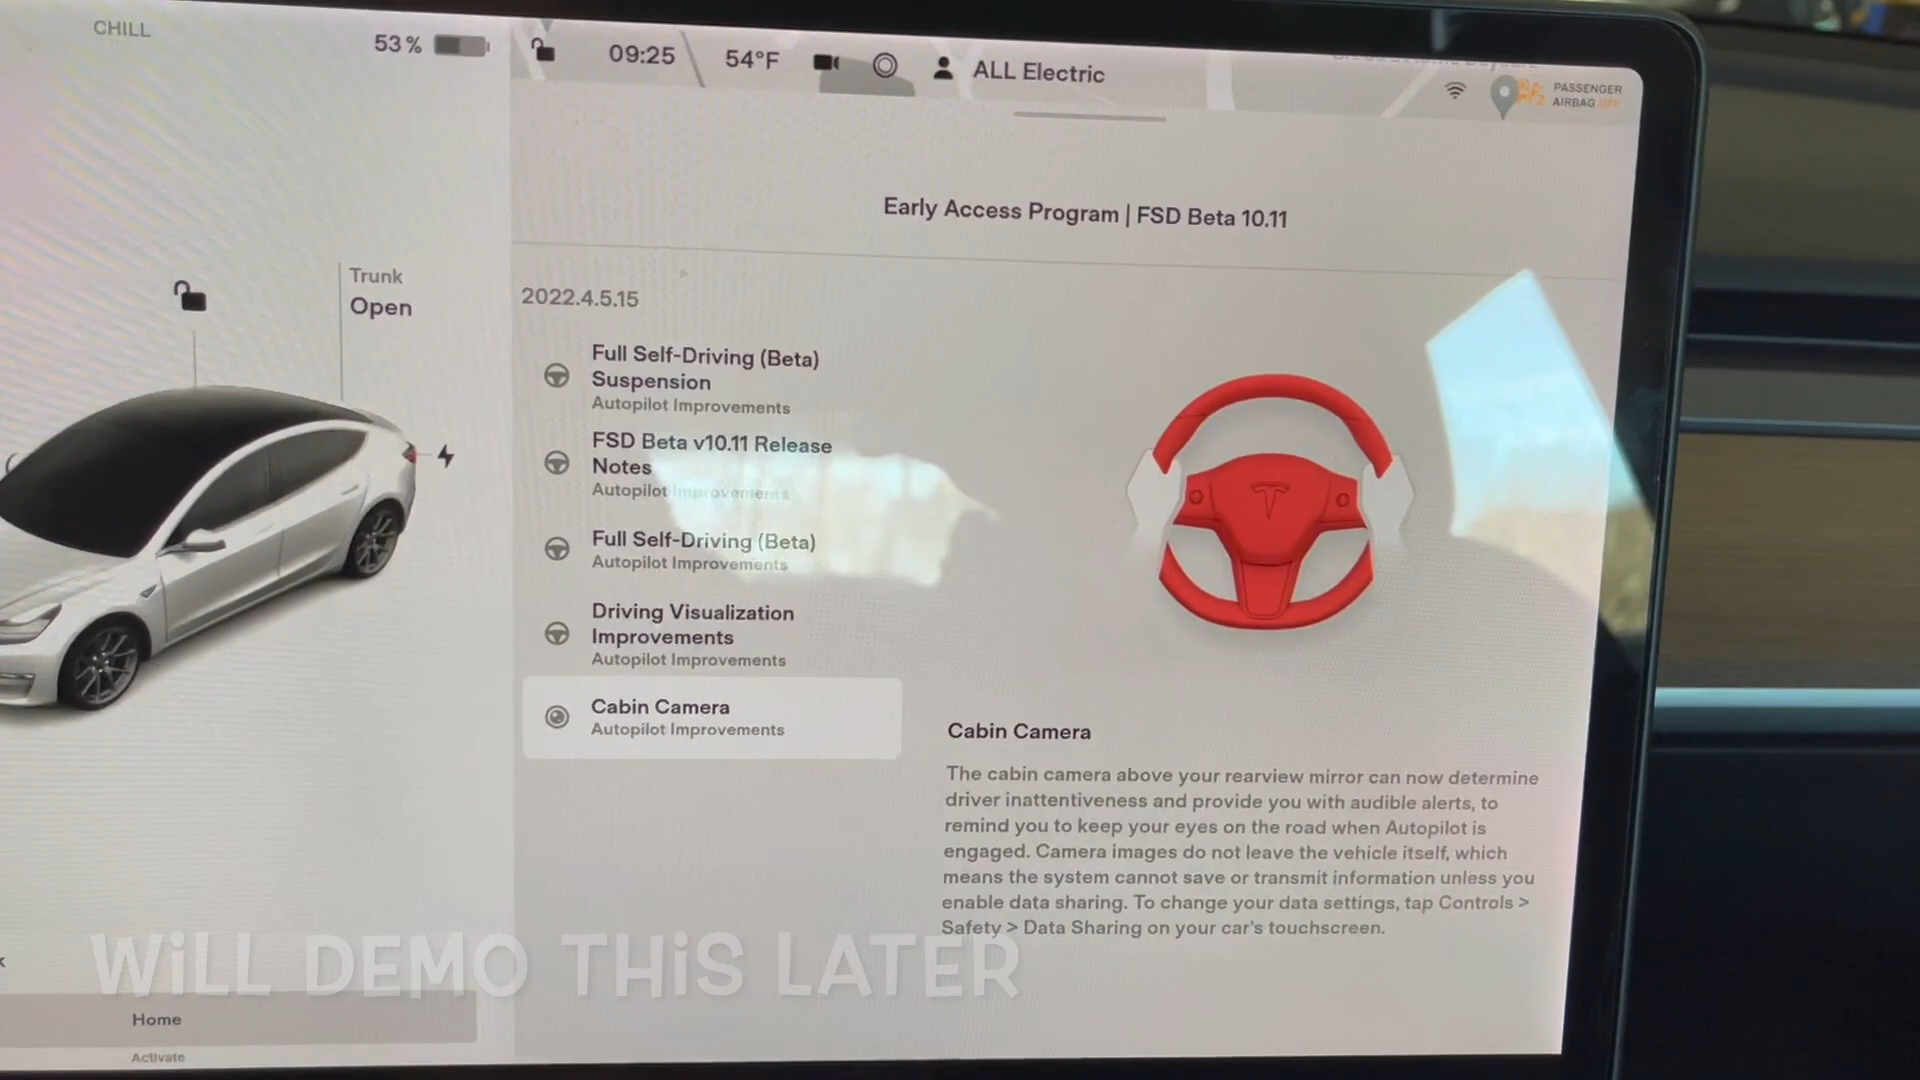 CHILL
53 %
09:25
54°F
ALL Electric
PASSENGER
AIRBAG OFF
Early Access Program | FSD Beta 10.11
Trunk
Open
2022.4.5.15
Full Self-Driving (Beta)
Suspension
Autopilot Improvements
FSD Beta v10.11 Release
Notes
Autopilot Improvements
Full Self-Driving (Beta)
Autopilot Improvements
Driving Visualization
Improvements
Autopilot Improvements
Cabin Camera
Autopilot Improvements
Cabin Camera
The cabin camera above your rearview mirror can now determine
driver inattentiveness and provide you with audible alerts, to
remind you to keep your eyes on the road when Autopilot is
engaged. Camera images do not leave the vehicle itself, which
means the system cannot save or transmit information unless you
enable data sharing. To change your data settings, tap Controls >
Safety > Data Sharing on your car's touchscreen.
WiLL DEMO THiS LATER
Home
Activate